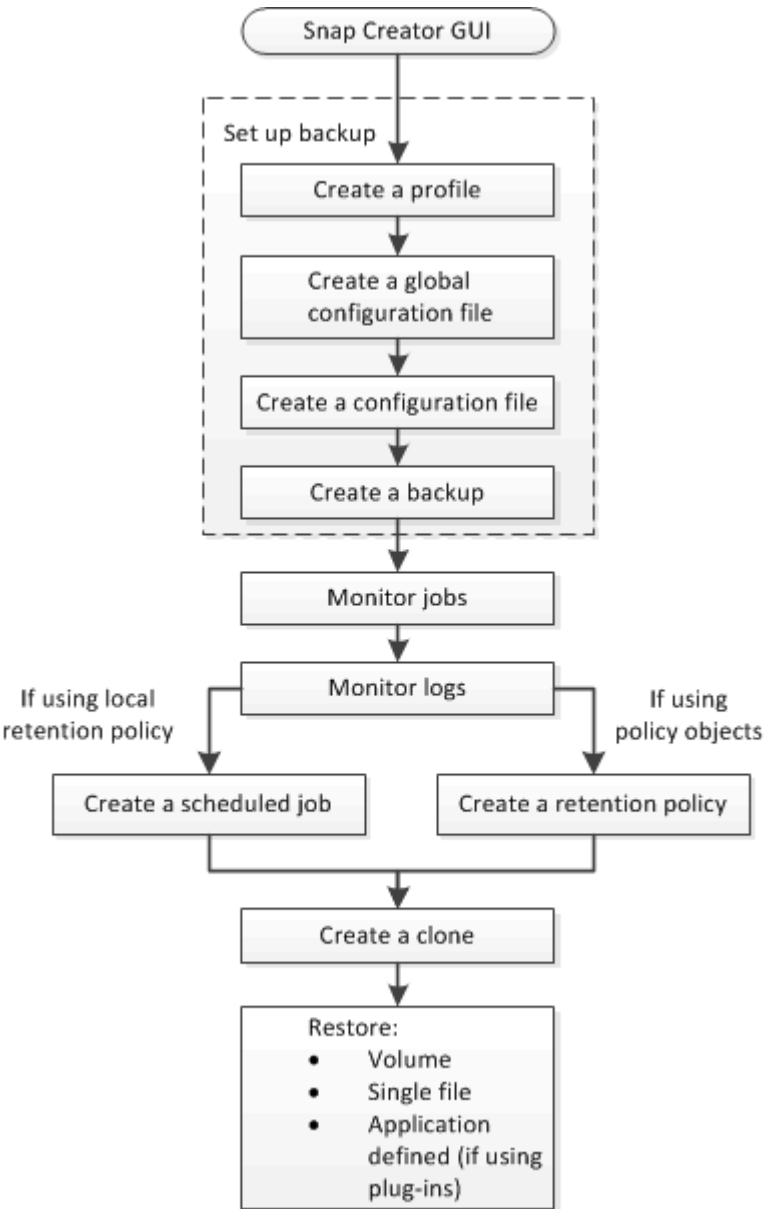 Snap Creator GUI
Set up backup
Create a profile
Create a global
configuration file
Create a configuration file
Create a backup
Monitor jobs
Monitor logs
If using local
retention policy
If using
policy objects
Create a scheduled job
Create a retention policy
Create a clone
Restore:
• Volume
• Single file
• Application
defined (if using
plug-ins)